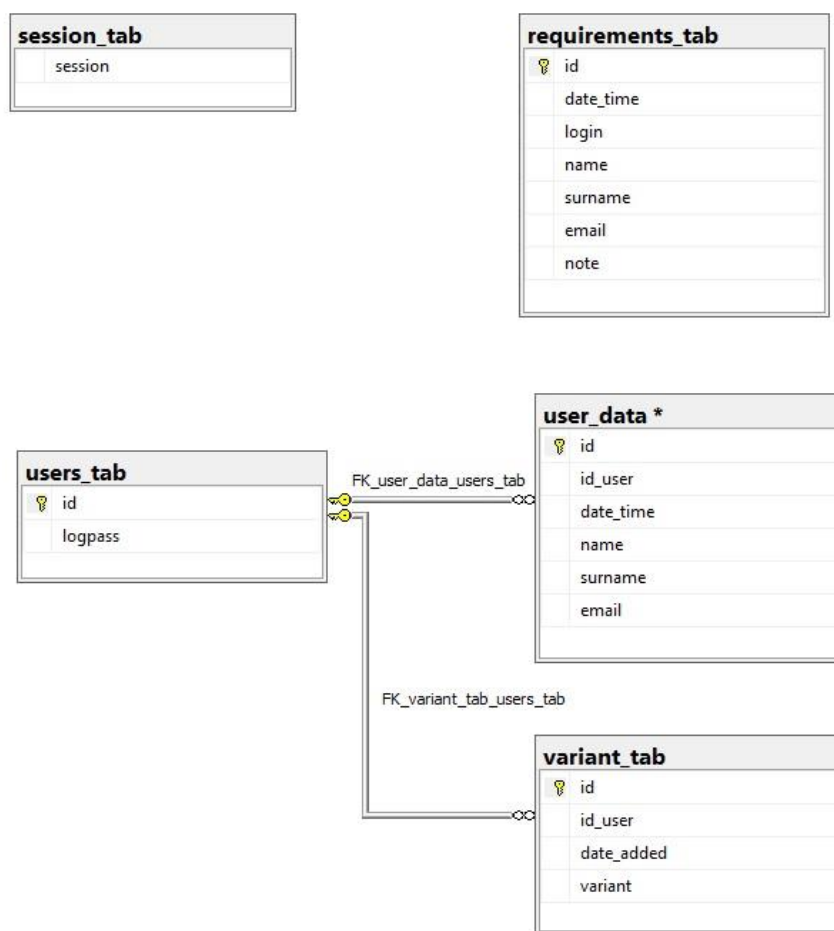 session_tab
session
requirements_tab
id
date_time
login
name
surname
email
note
users_tab
id
logpass
FK_user_data_users_tab
user_data *
id
id_user
date_time
name
surname
email
FK_variant_tab_users_tab
variant_tab
id
id_user
date_added
variant